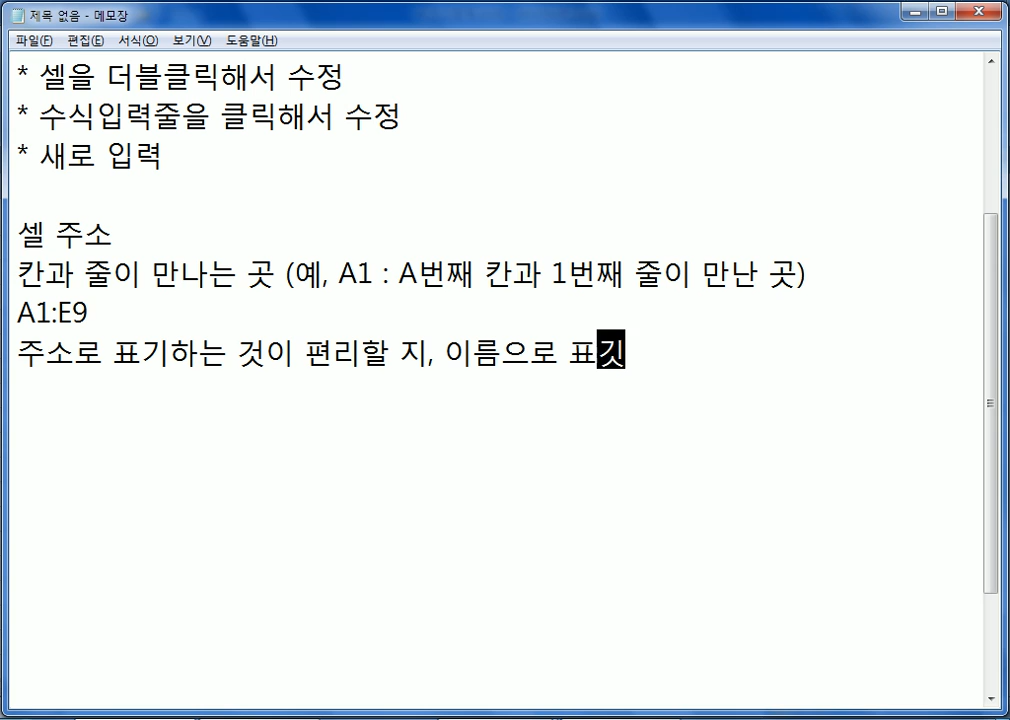 제목 없음 - 메모장
파일(F) 편집(E) 서식(O) 보기(V) 도움말(H)
* 셀을 더블클릭해서 수정
* 수식입력줄을 클릭해서 수정
* 새로 입력
셀 주소
칸과 줄이 만나는 곳 (예, A1 : A번째 칸과 1번째 줄이 만난 곳)
A1:E9
주소로 표기하는 것이 편리할 지, 이름으로 표깃